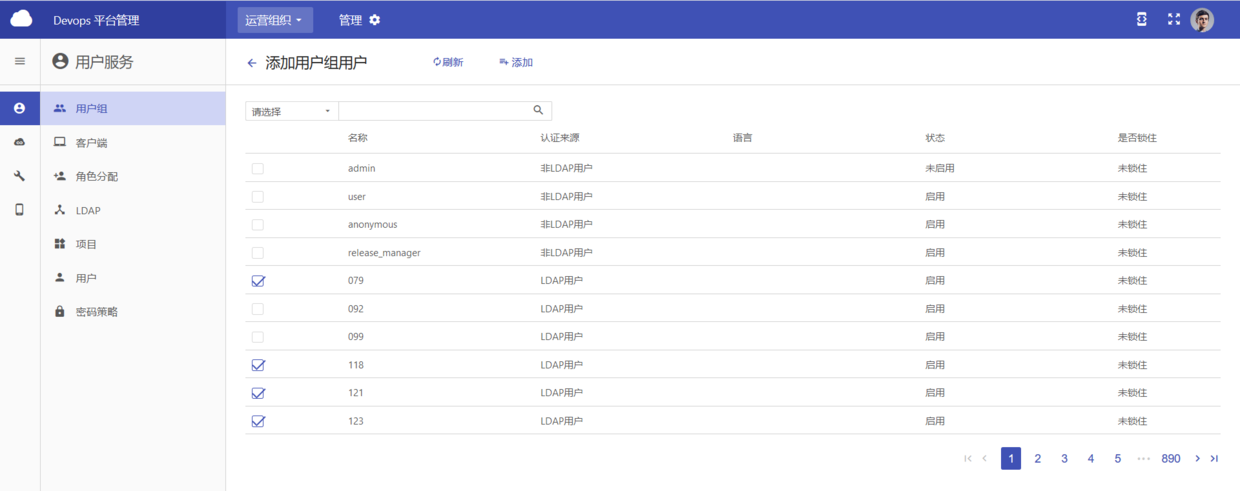 Devops 平台管理
运营组织
管理
用户服务
添加用户组用户
刷新
添加
用户组
客户端
角色分配
LDAP
项目
用户
密码策略
请选择
名称 认证来源 语言 状态 是否锁住
admin 非LDAP用户 未启用 未锁住
user 非LDAP用户 启用 未锁住
anonymous 非LDAP用户 启用 未锁住
release_manager 非LDAP用户 启用 未锁住
079 LDAP用户 启用 未锁住
092 LDAP用户 启用 未锁住
099 LDAP用户 启用 未锁住
118 LDAP用户 启用 未锁住
121 LDAP用户 启用 未锁住
123 LDAP用户 启用 未锁住
1 2 3 4 5 ••• 890